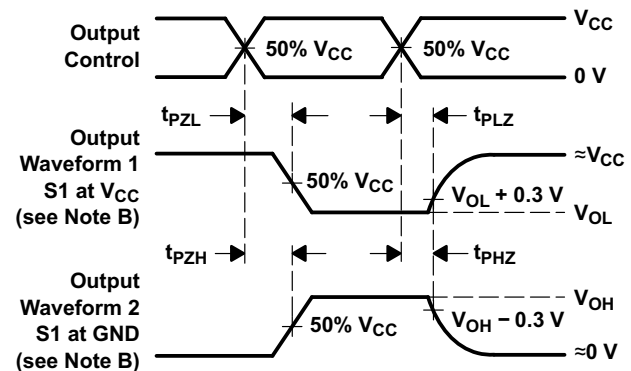 Output
Control
50% VCC
50% VCC
VCC
0 V
tPZL
tPLZ
Output
Waveform 1
S1 at VCC
(see Note B)
50% VCC
≈VCC
VOL + 0.3 V
VOL
tPZH
tPHZ
Output
Waveform 2
S1 at GND
(see Note B)
50% VCC
VOH
VOH − 0.3 V
≈0 V